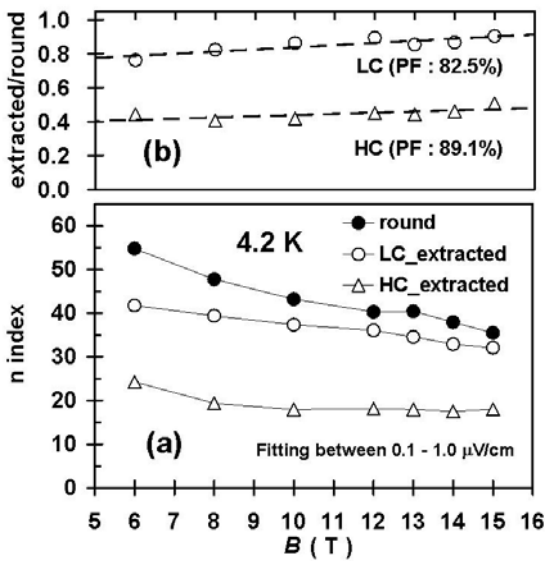 extracted/round
1.0
0.8
0.6
0.4
0.2
0.0
LC (PF : 82.5%)
HC (PF : 89.1%)
(b)
n index
60
50
40
30
20
10
0
4.2 K
round
LC_extracted
HC_extracted
(a)
Fitting between 0.1 - 1.0 μV/cm
5 6 7 8 9 10 11 12 13 14 15 16
B ( T )